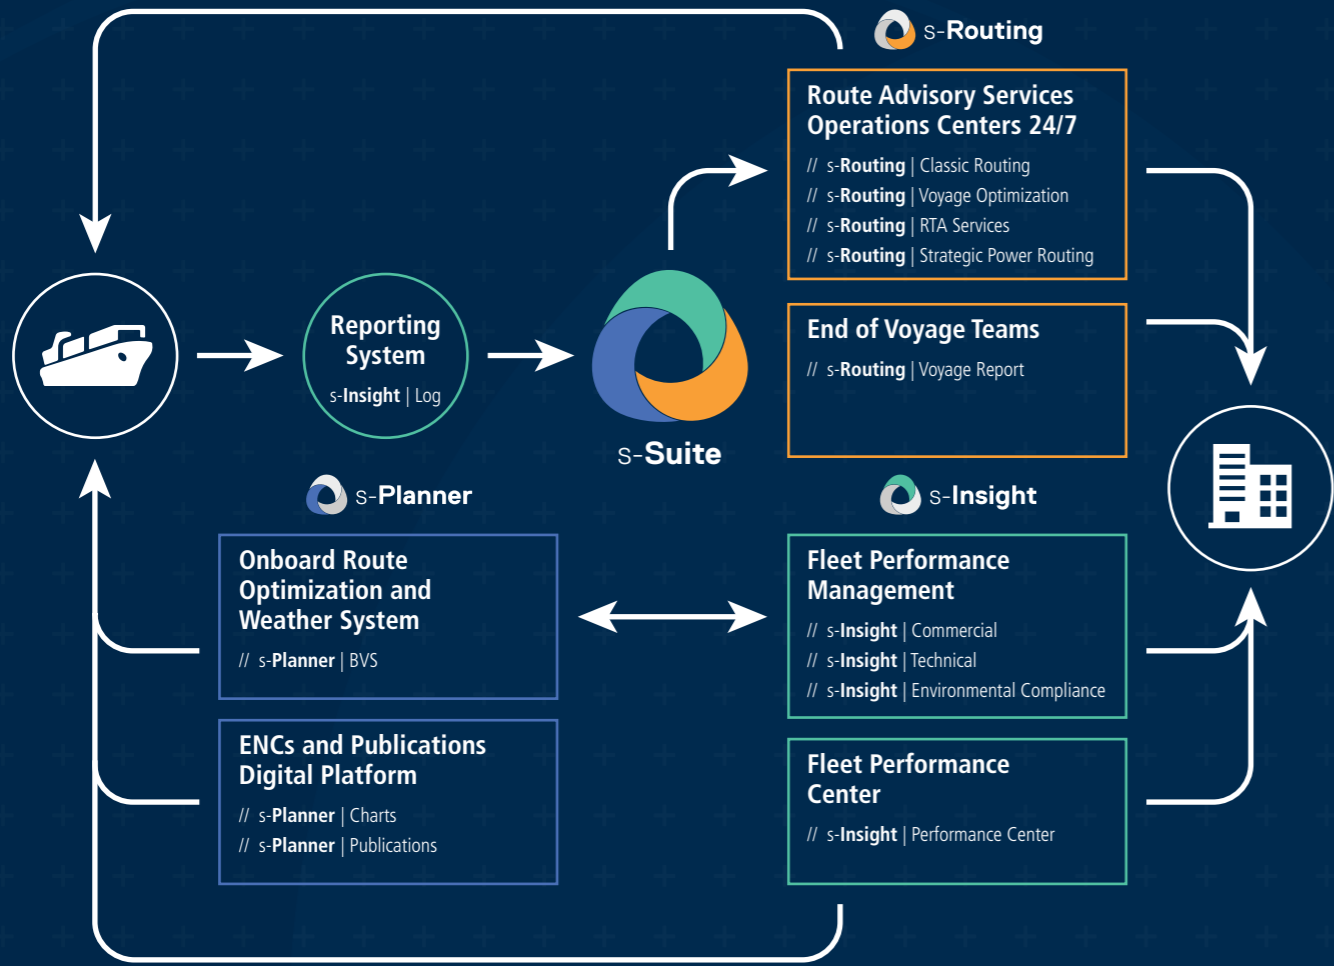 s-Routing
Route Advisory Services
Operations Centers 24/7
// s-Routing | Classic Routing
// s-Routing | Voyage Optimization
// s-Routing | RTA Services
// s-Routing | Strategic Power Routing
End of Voyage Teams
// s-Routing | Voyage Report
Reporting
System
s-Insight | Log
s-Suite
s-Planner
Onboard Route
Optimization and
Weather System
// s-Planner | BVS
ENCs and Publications
Digital Platform
// s-Planner | Charts
// s-Planner | Publications
s-Insight
Fleet Performance
Management
// s-Insight | Commercial
// s-Insight | Technical
// s-Insight | Environmental Compliance
Fleet Performance
Center
// s-Insight | Performance Center